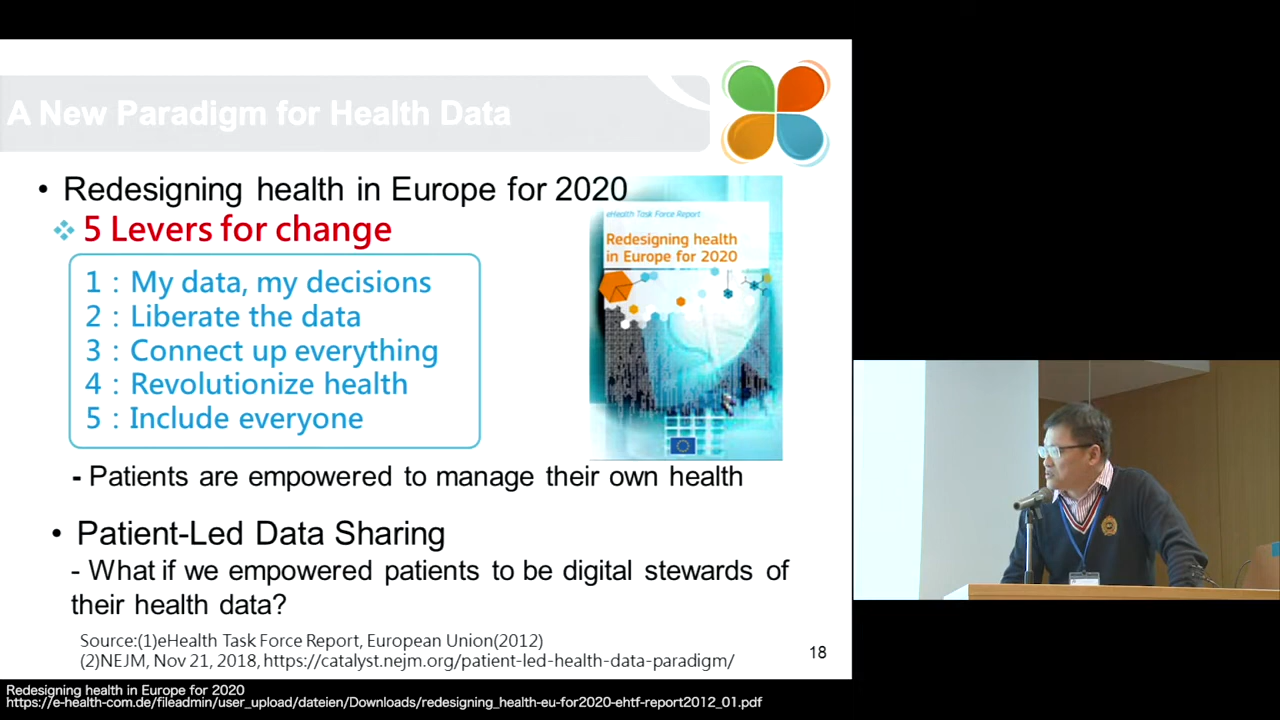 A New Paradigm for Health Data
• Redesigning health in Europe for 2020
❖ 5 Levers for change
1 : My data, my decisions
2 : Liberate the data
3 : Connect up everything
4 : Revolutionize health
5 : Include everyone
eHealth Task Force Report
Redesigning health
in Europe for 2020
- Patients are empowered to manage their own health
• Patient-Led Data Sharing
- What if we empowered patients to be digital stewards of
their health data?
Source:(1)eHealth Task Force Report, European Union(2012)
(2)NEJM, Nov 21, 2018, https://catalyst.nejm.org/patient-led-health-data-paradigm/
18
Redesigning health in Europe for 2020
https://e-health-com.de/fileadmin/user_upload/dateien/Downloads/redesigning_health-eu-for2020-ehtf-report2012_01.pdf